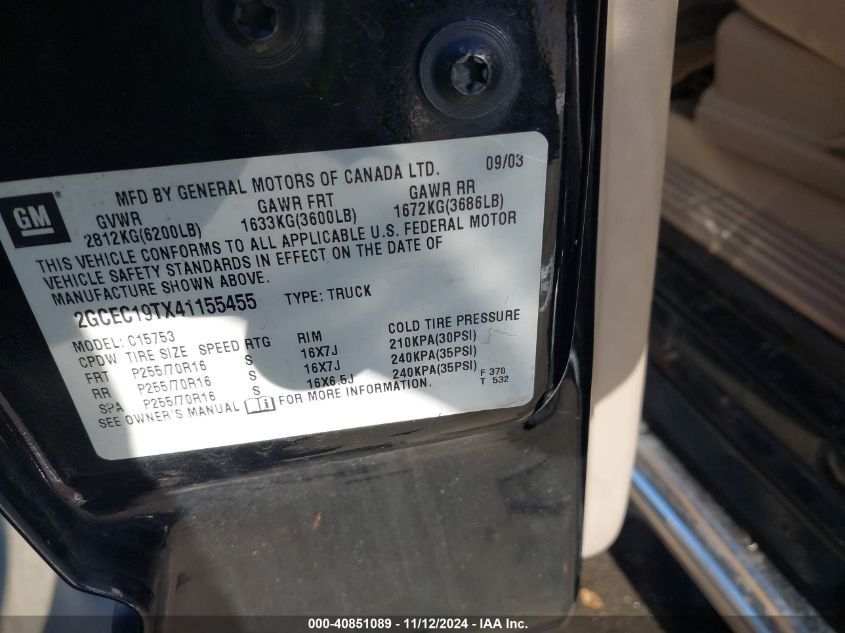 GM
MFD BY GENERAL MOTORS OF CANADA LTD. 09/03
GVWR GAWR FRT GAWR RR
2812KG(6200LB) 1633KG(3600LB) 1672KG(3686LB)
THIS VEHICLE CONFORMS TO ALL APPLICABLE U.S. FEDERAL MOTOR
VEHICLE SAFETY STANDARDS IN EFFECT ON THE DATE OF
MANUFACTURE SHOWN ABOVE.
2GCEC19TX41155455 TYPE: TRUCK
MODEL: C15753
CPDW TIRE SIZE SPEED RTG RIM COLD TIRE PRESSURE
FRT P255/70R16 S 16X7J 210KPA(30PSI)
RR P255/70R16 S 16X7J 240KPA(35PSI)
SPA P255/70R16 S 16X6.5J 240KPA(35PSI)
SEE OWNER'S MANUAL FOR MORE INFORMATION.
F 370
T 532
000-40851089 - 11/12/2024 - IAA Inc.